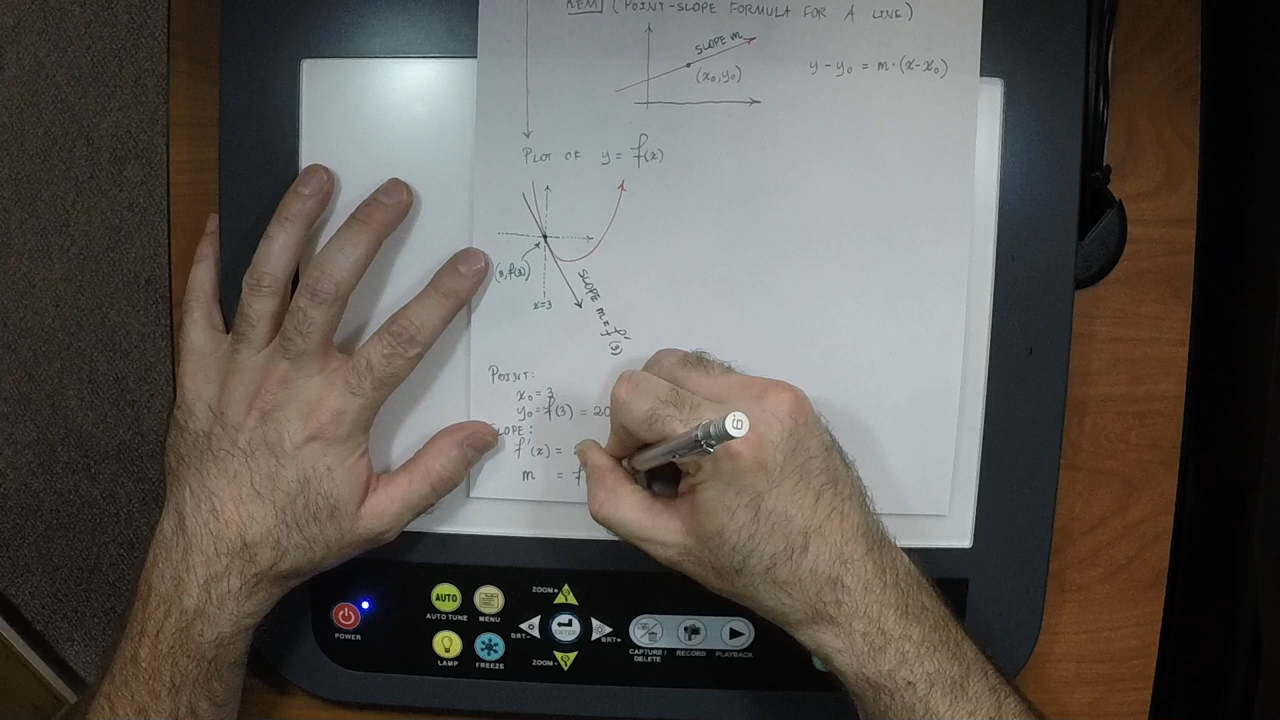 REM (POINT-SLOPE FORMULA FOR A LINE)
SLOPE m
(x₀,y₀)
y - y₀ = m·(x-x₀)
PLOT OF y = f(x)
(3,f(3))
x=3
SLOPE m=f'(3)
POINT:
x₀=3
y₀=f(3) = 20
SLOPE:
f'(x) =
m = f
.9
POWER
AUTO
AUTO TUNE
MENU
LAMP
FREEZE
ZOOM+
BRT-
ENTER
BRT+
ZOOM-
CAPTURE / DELETE
RECORD
PLAYBACK